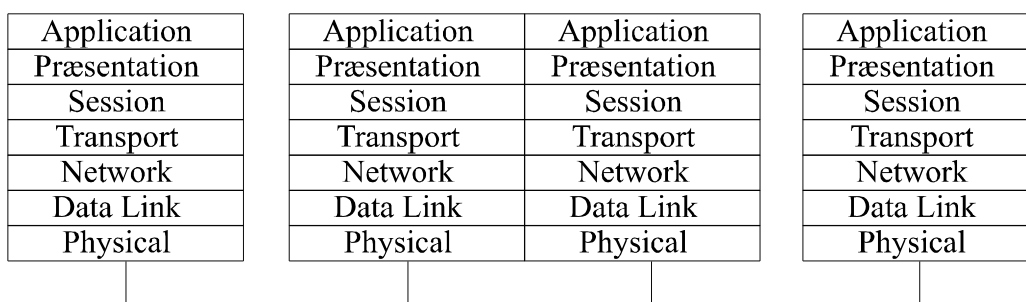 Application Application Application Application
Præsentation Præsentation Præsentation Præsentation
Session Session Session Session
Transport Transport Transport Transport
Network Network Network Network
Data Link Data Link Data Link Data Link
Physical Physical Physical Physical